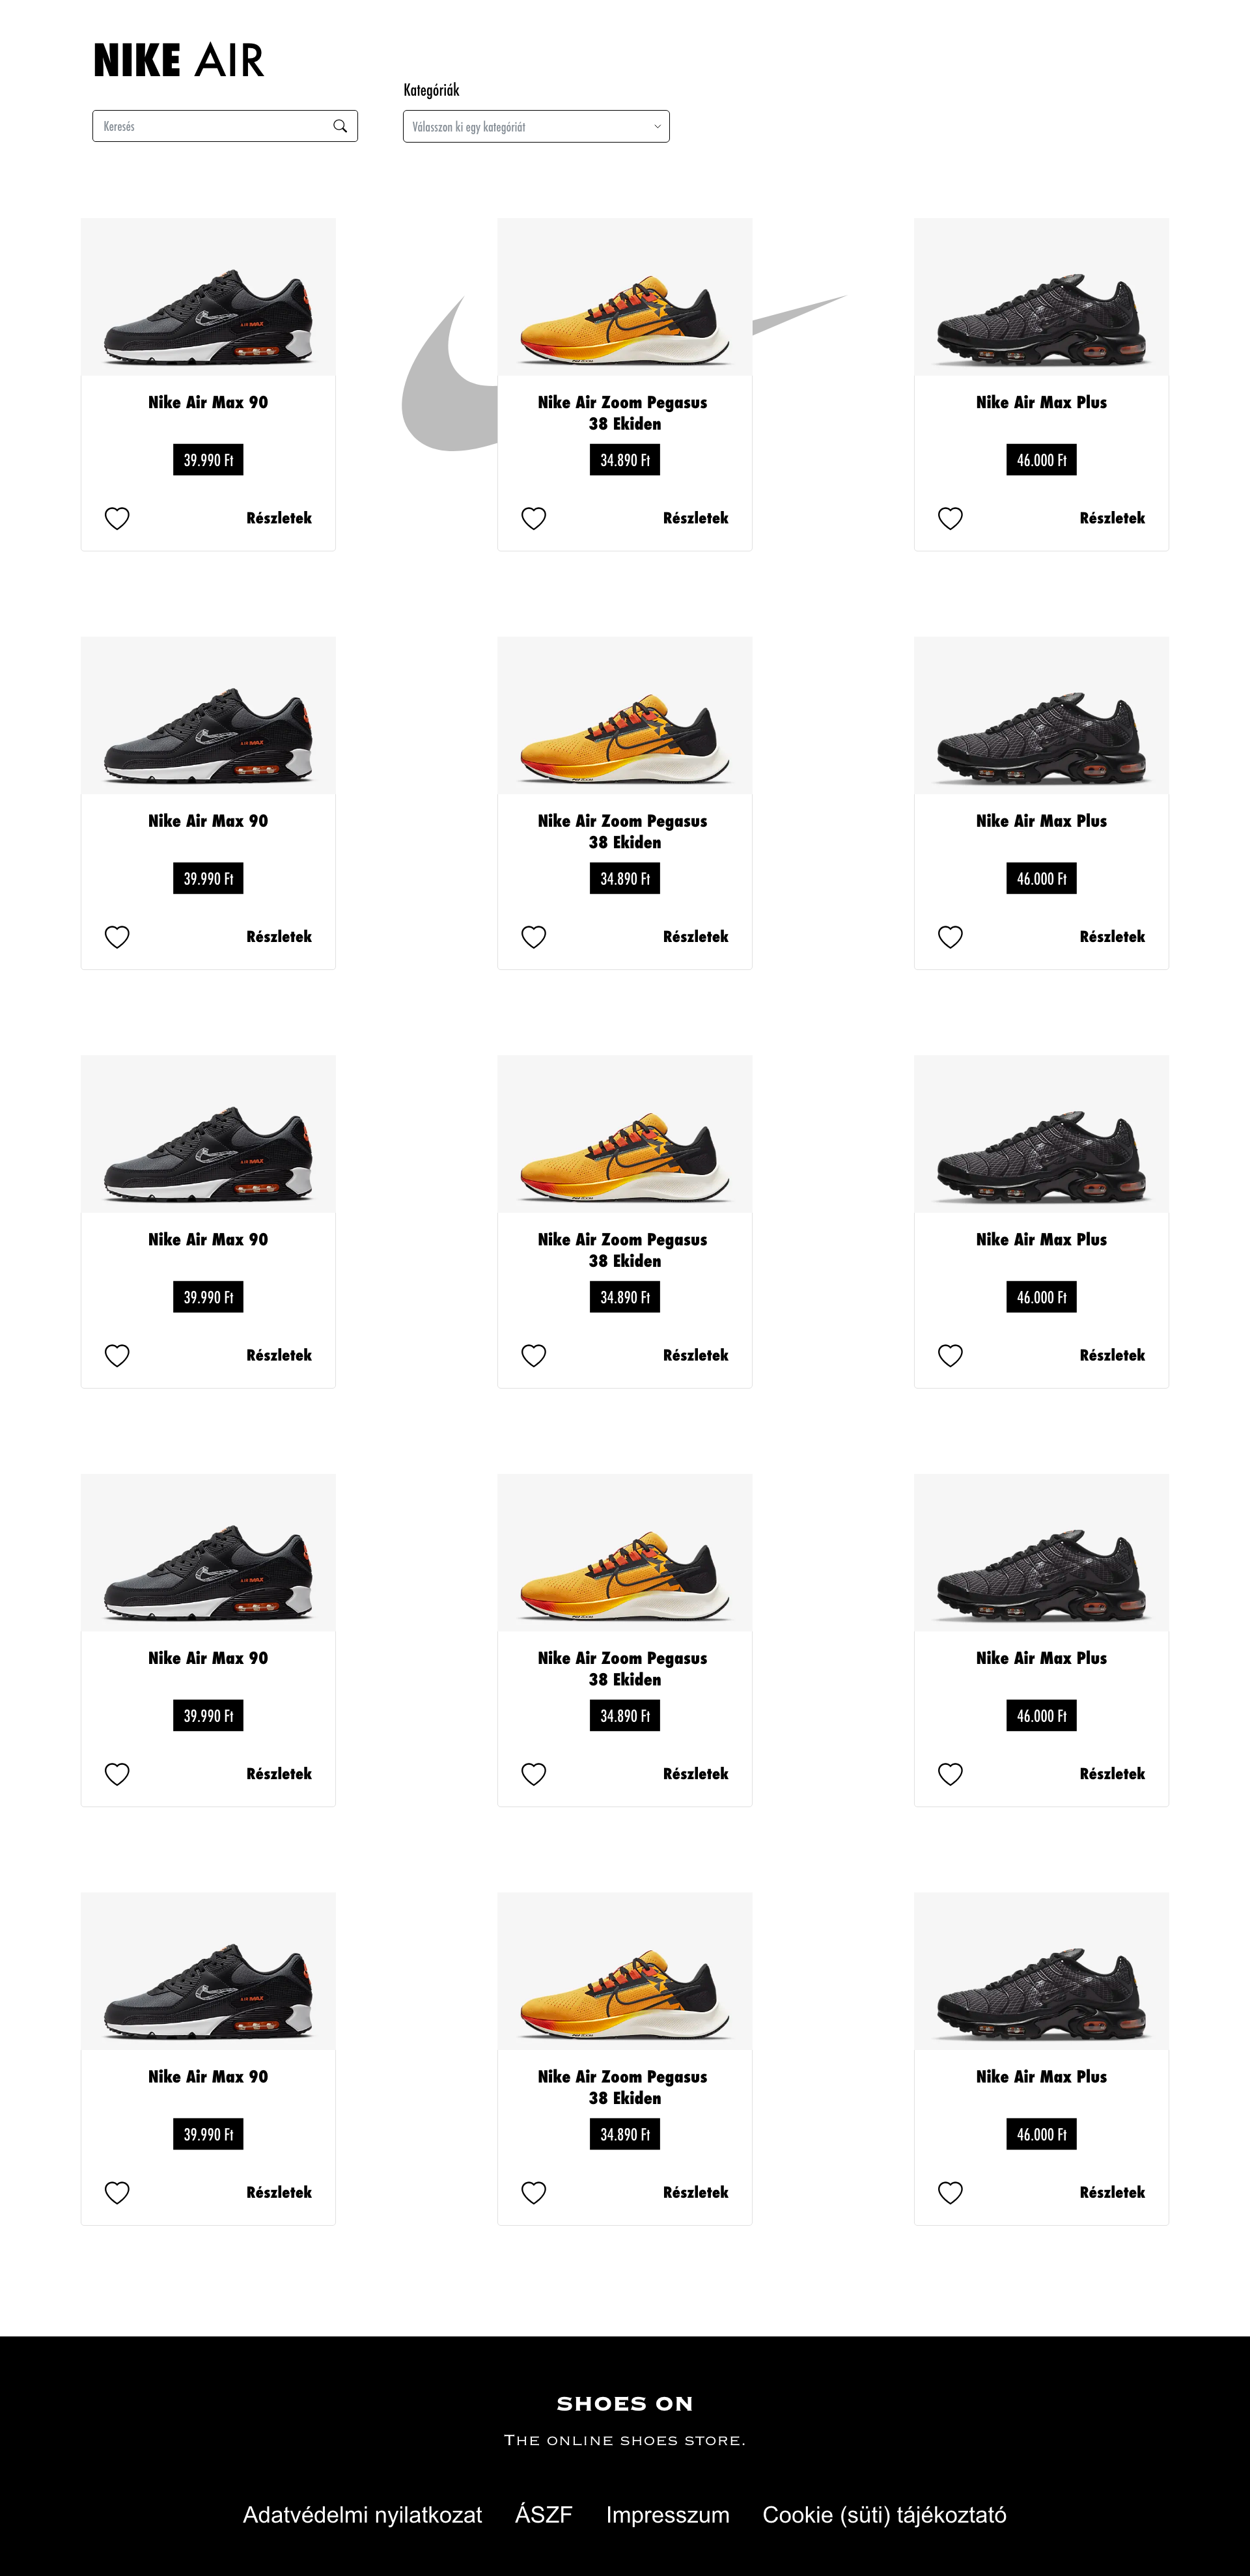 NIKE AIR
Kategóriák
Keresés
Válasszon ki egy kategóriát
Nike Air Max 90
39.990 Ft
Részletek
Nike Air Zoom Pegasus
38 Ekiden
34.890 Ft
Részletek
Nike Air Max Plus
46.000 Ft
Részletek
Nike Air Max 90
39.990 Ft
Részletek
Nike Air Zoom Pegasus
38 Ekiden
34.890 Ft
Részletek
Nike Air Max Plus
46.000 Ft
Részletek
Nike Air Max 90
39.990 Ft
Részletek
Nike Air Zoom Pegasus
38 Ekiden
34.890 Ft
Részletek
Nike Air Max Plus
46.000 Ft
Részletek
Nike Air Max 90
39.990 Ft
Részletek
Nike Air Zoom Pegasus
38 Ekiden
34.890 Ft
Részletek
Nike Air Max Plus
46.000 Ft
Részletek
Nike Air Max 90
39.990 Ft
Részletek
Nike Air Zoom Pegasus
38 Ekiden
34.890 Ft
Részletek
Nike Air Max Plus
46.000 Ft
Részletek
SHOES ON
THE ONLINE SHOES STORE.
Adatvédelmi nyilatkozat ÁSZF Impresszum Cookie (süti) tájékoztató